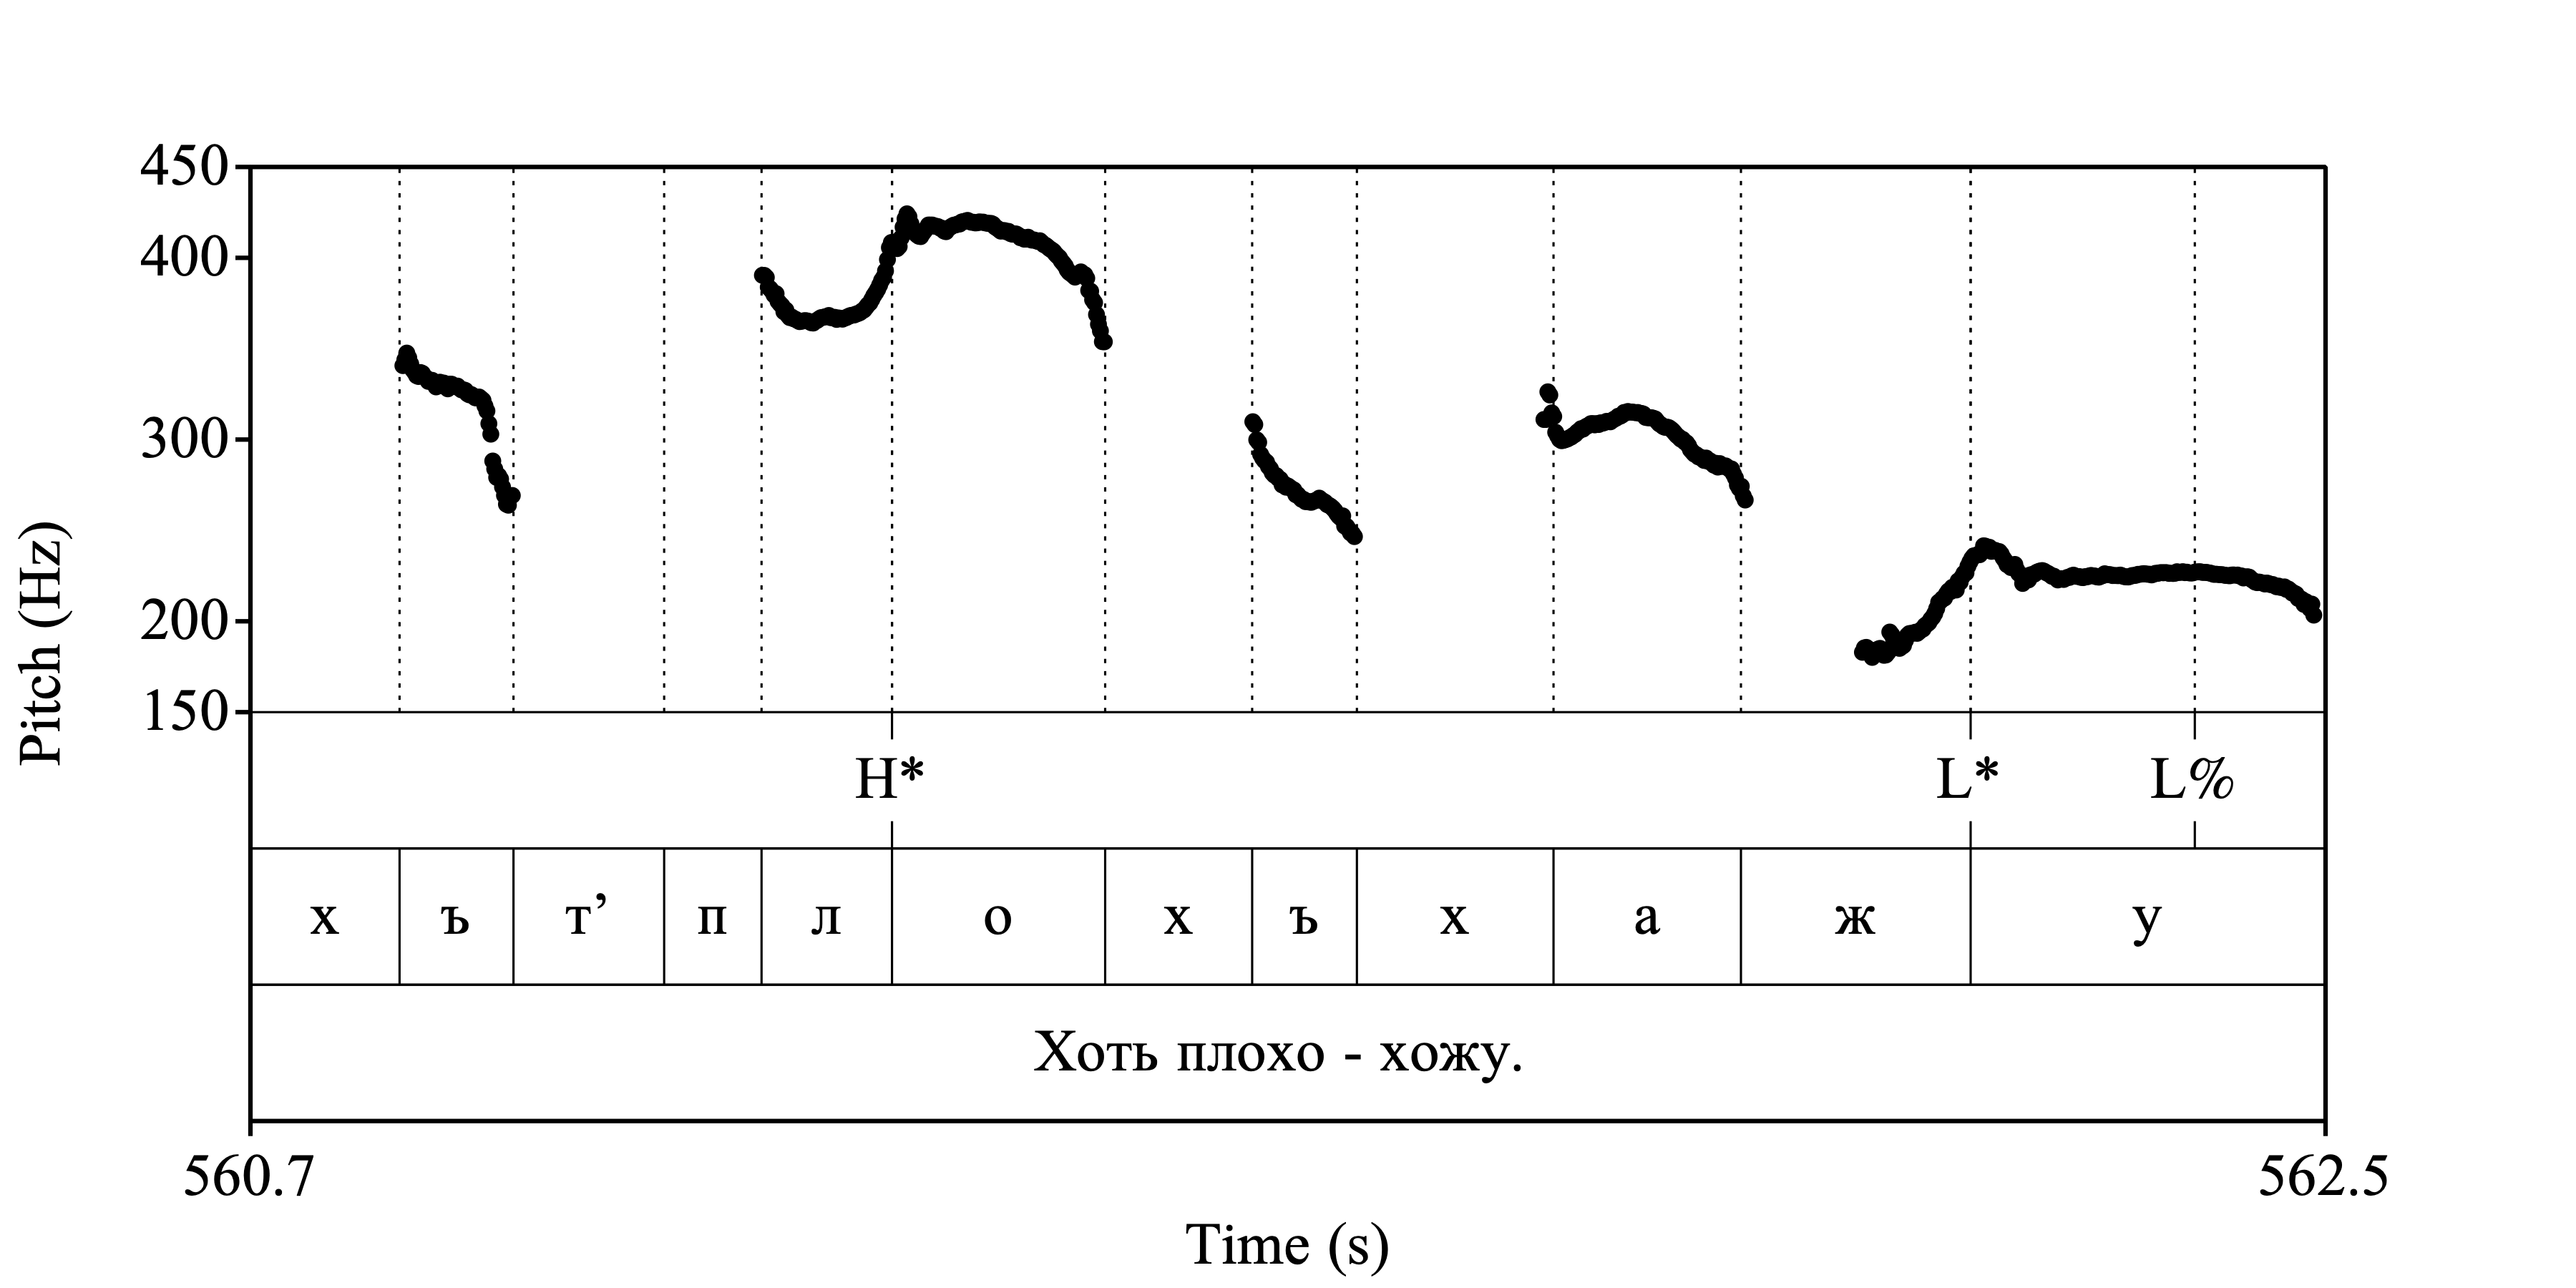 450
400
300
200
150
Pitch (Hz)
H* L* L%
х ъ т’ п л о х ъ х а ж у
Хоть плохо - хожу.
560.7 562.5
Time (s)